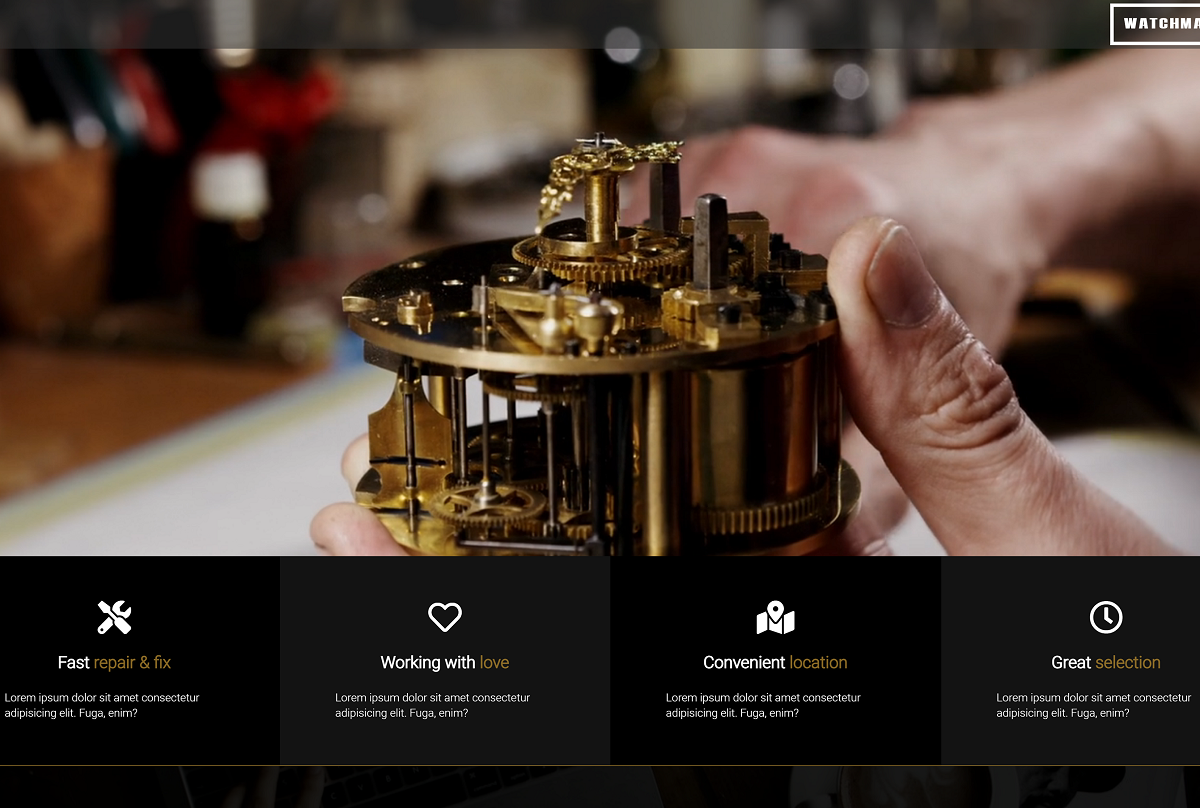 Fast repair & fix
Lorem ipsum dolor sit amet consectetur
adipisicing elit. Fuga, enim?
Working with love
Lorem ipsum dolor sit amet consectetur
adipisicing elit. Fuga, enim?
Convenient location
Lorem ipsum dolor sit amet consectetur
adipisicing elit. Fuga, enim?
Great selection
Lorem ipsum dolor sit amet consectetur
adipisicing elit. Fuga, enim?